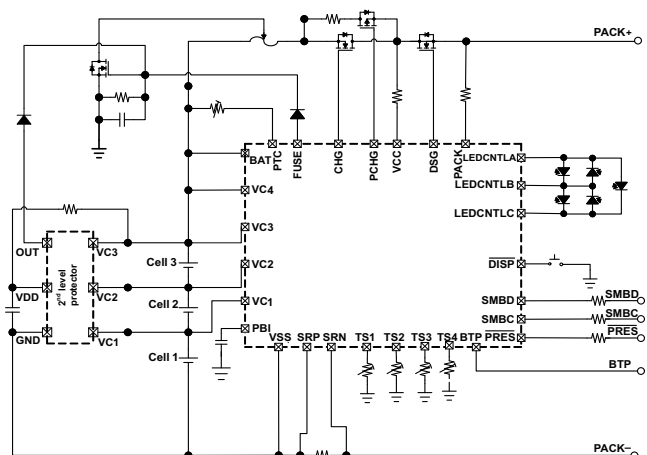 PACK+
BAT
PTC
FUSE
CHG
PCHG
VCC
DSG
PACK
LEDCNTLA
LEDCNTLB
LEDCNTLC
VC4
VC3
VC2
VC1
PBI
DISP
SMBD
SMBC
PRES
VSS
SRP
SRN
TS1
TS2
TS3
TS4
BTP
SMBD
SMBC
PRES
BTP
PACK–
OUT
VDD
GND
2nd level
protector
VC3
VC2
VC1
Cell 3
Cell 2
Cell 1